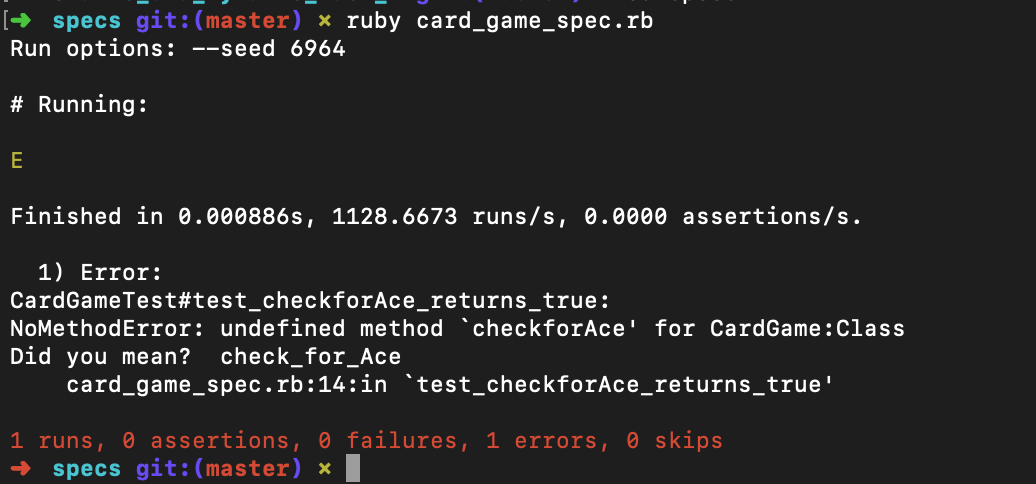 [➜ specs git:(master) × ruby card_game_spec.rb
Run options: --seed 6964
# Running:
E
Finished in 0.000886s, 1128.6673 runs/s, 0.0000 assertions/s.
1) Error:
CardGameTest#test_checkforAce_returns_true:
NoMethodError: undefined method `checkforAce' for CardGame:Class
Did you mean?  check_for_Ace
card_game_spec.rb:14:in `test_checkforAce_returns_true'
1 runs, 0 assertions, 0 failures, 1 errors, 0 skips
➜ specs git:(master) ×